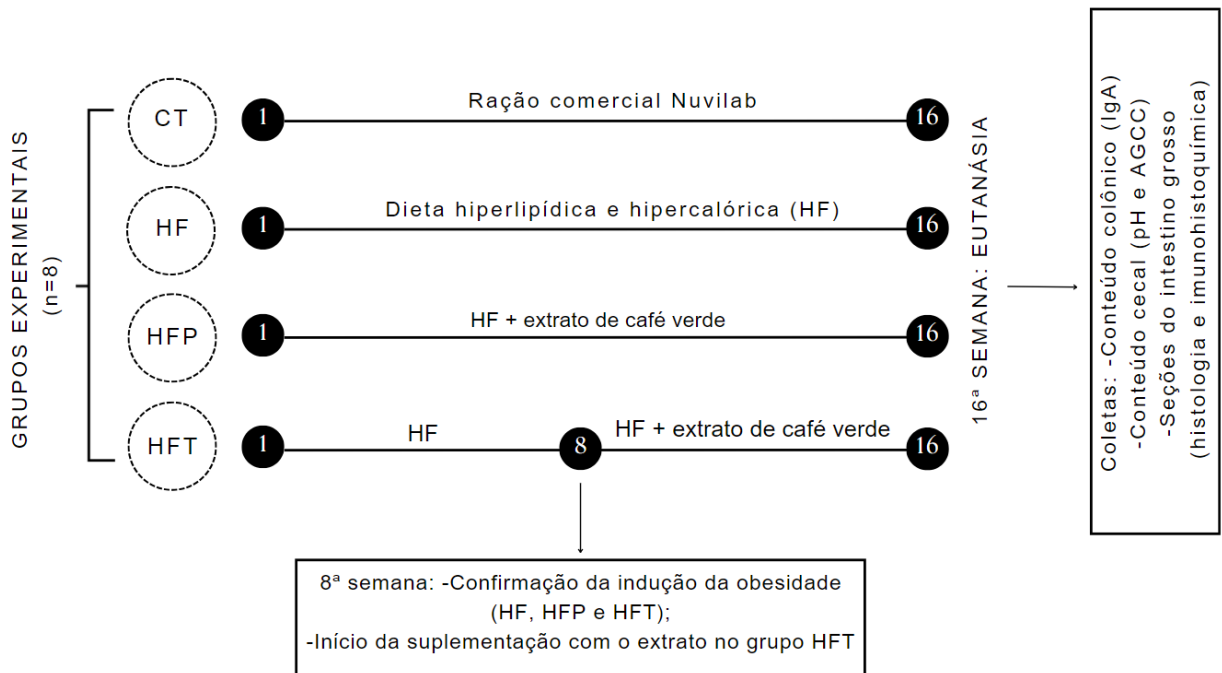 GRUPOS EXPERIMENTAIS
(n=8)
CT
1
Ração comercial Nuvilab
16
HF
1
Dieta hiperlipídica e hipercalórica (HF)
16
HFP
1
HF + extrato de café verde
16
HFT
1
HF
8
HF + extrato de café verde
16
16ª SEMANA: EUTANÁSIA
Coletas: -Conteúdo colônico (IgA)
-Conteúdo cecal (pH e AGCC)
-Seções do intestino grosso
(histologia e imunohistoquímica)
8ª semana: -Confirmação da indução da obesidade
(HF, HFP e HFT);
-Início da suplementação com o extrato no grupo HFT